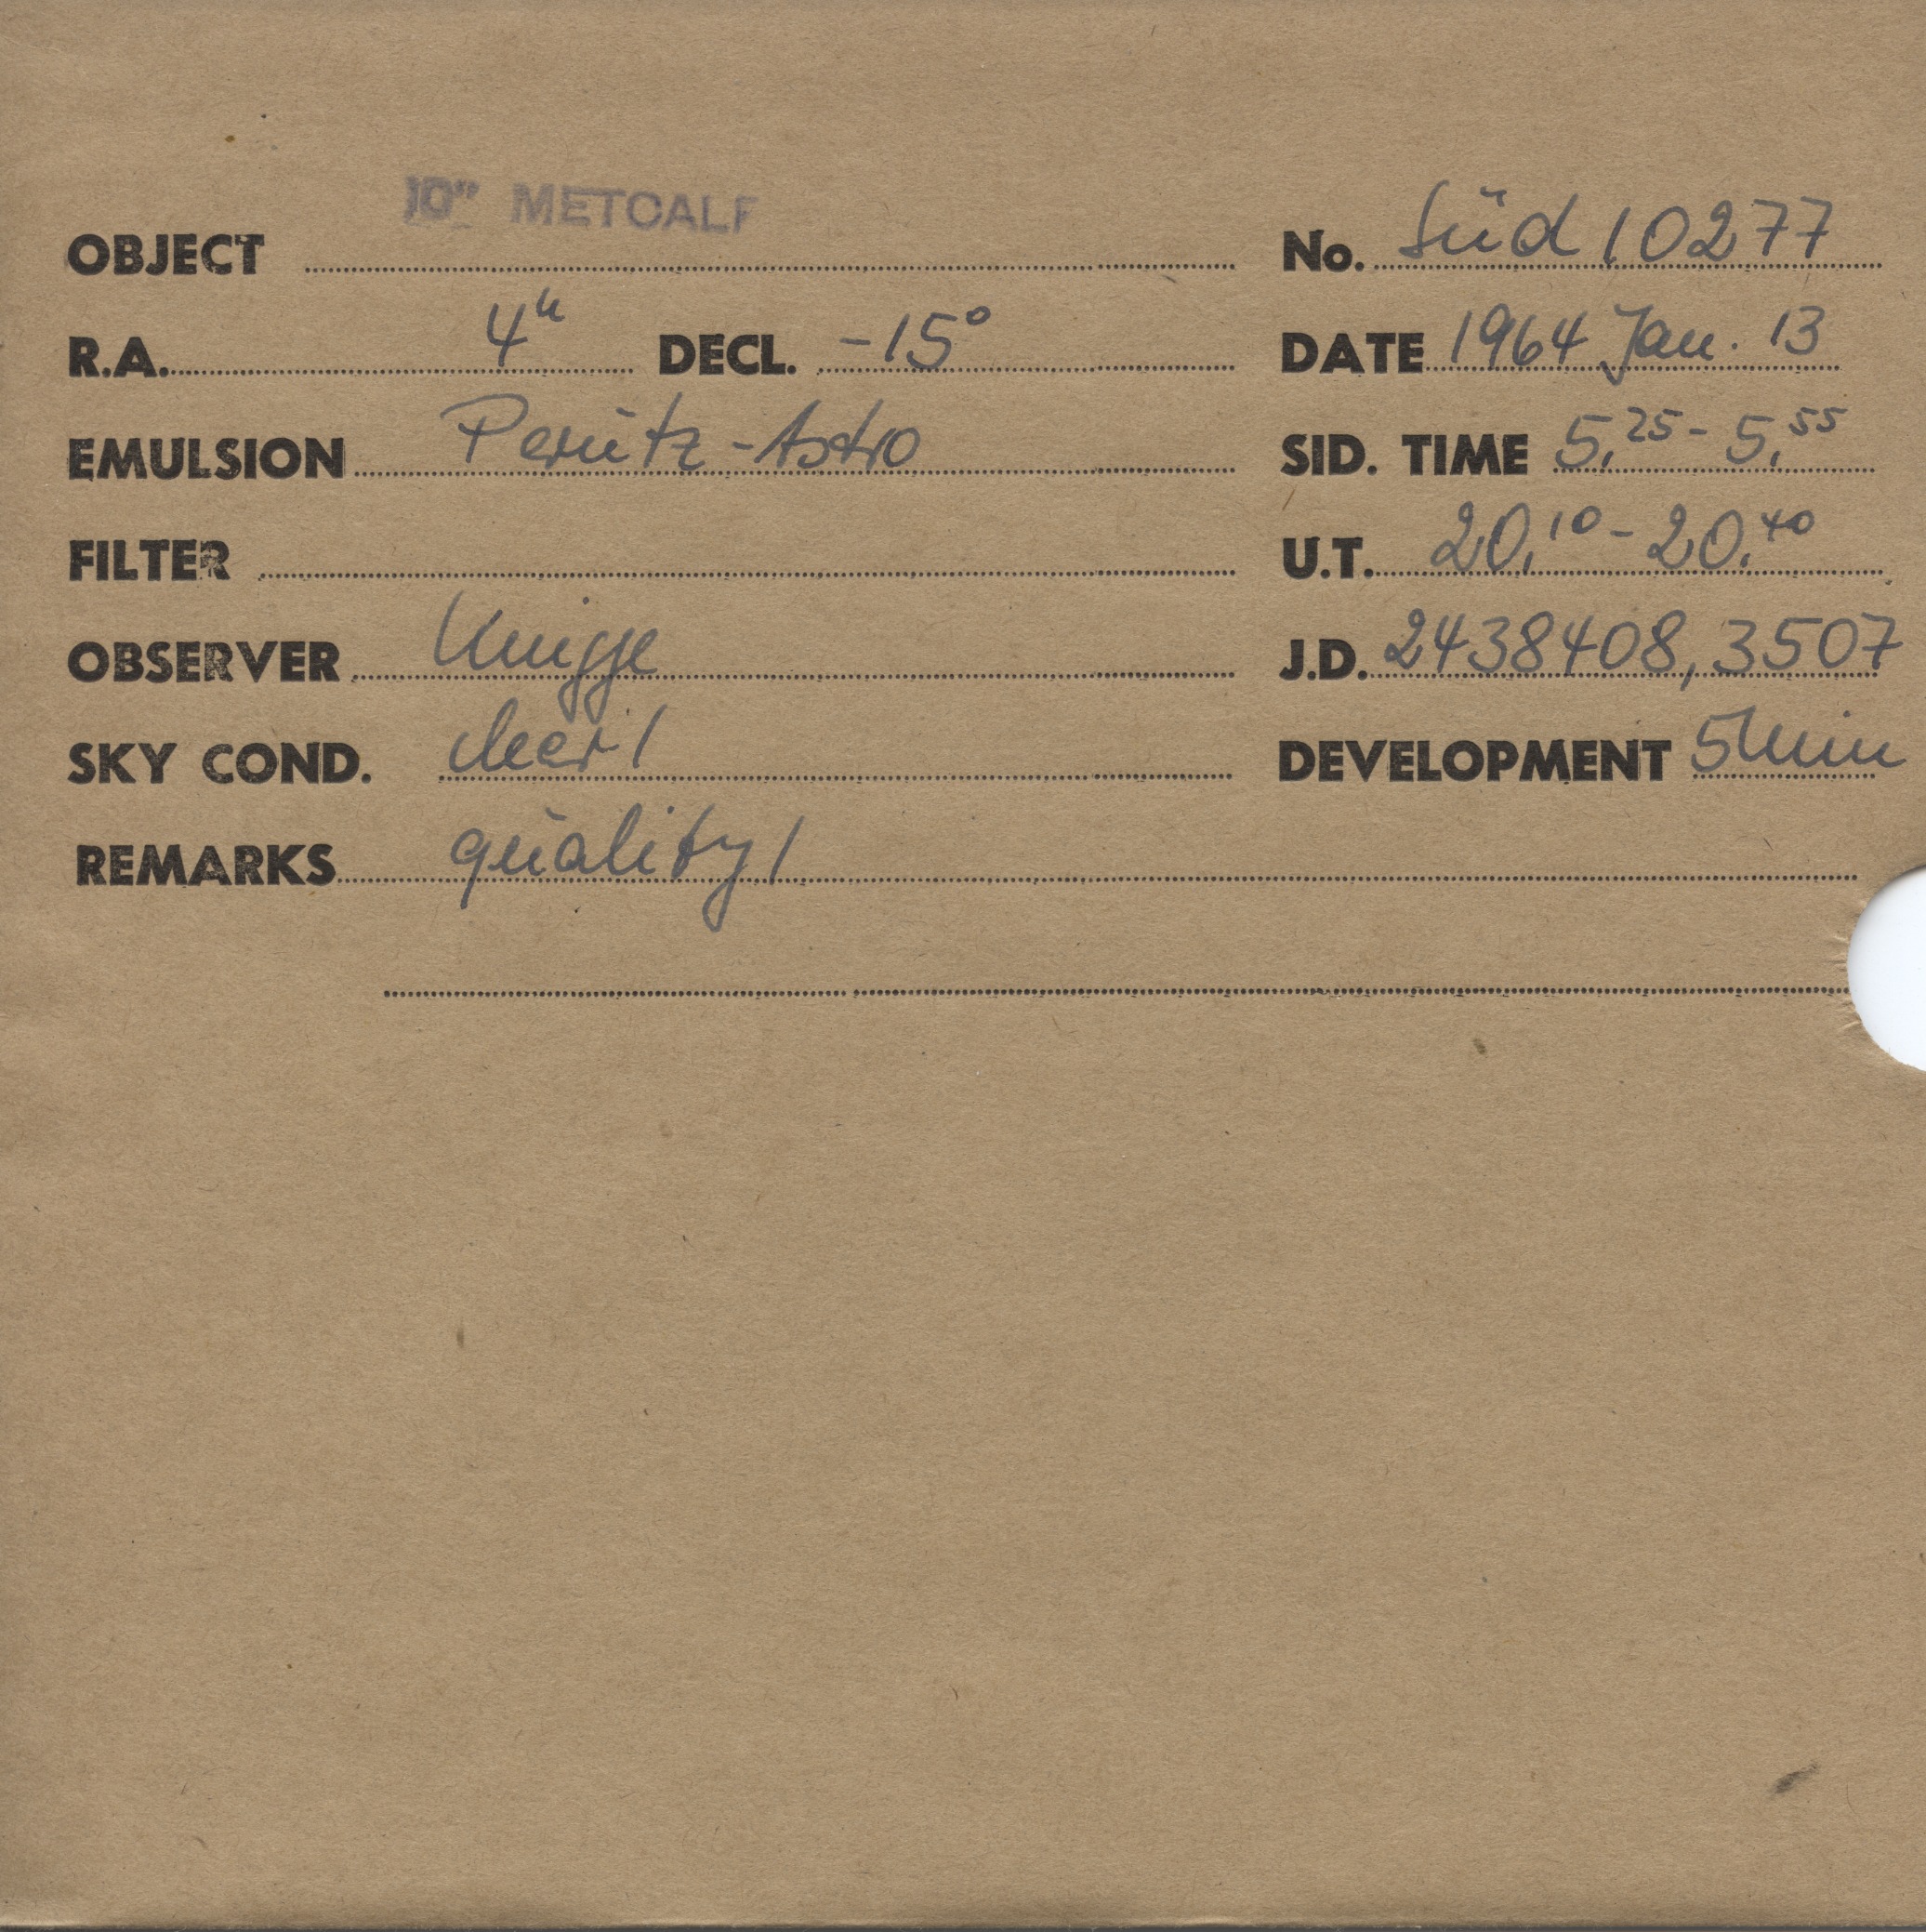 10" METCALF
OBJECT No. Süd 10277
R.A. 4h DECL. -15° DATE 1964 Jan. 13
EMULSION Perutz-Astro SID. TIME 5,25 - 5,55
FILTER U.T. 20,10 - 20,40
OBSERVER Knigge J.D. 2438408,3507
SKY COND. clear 1 DEVELOPMENT 5 Min
REMARKS quality 1